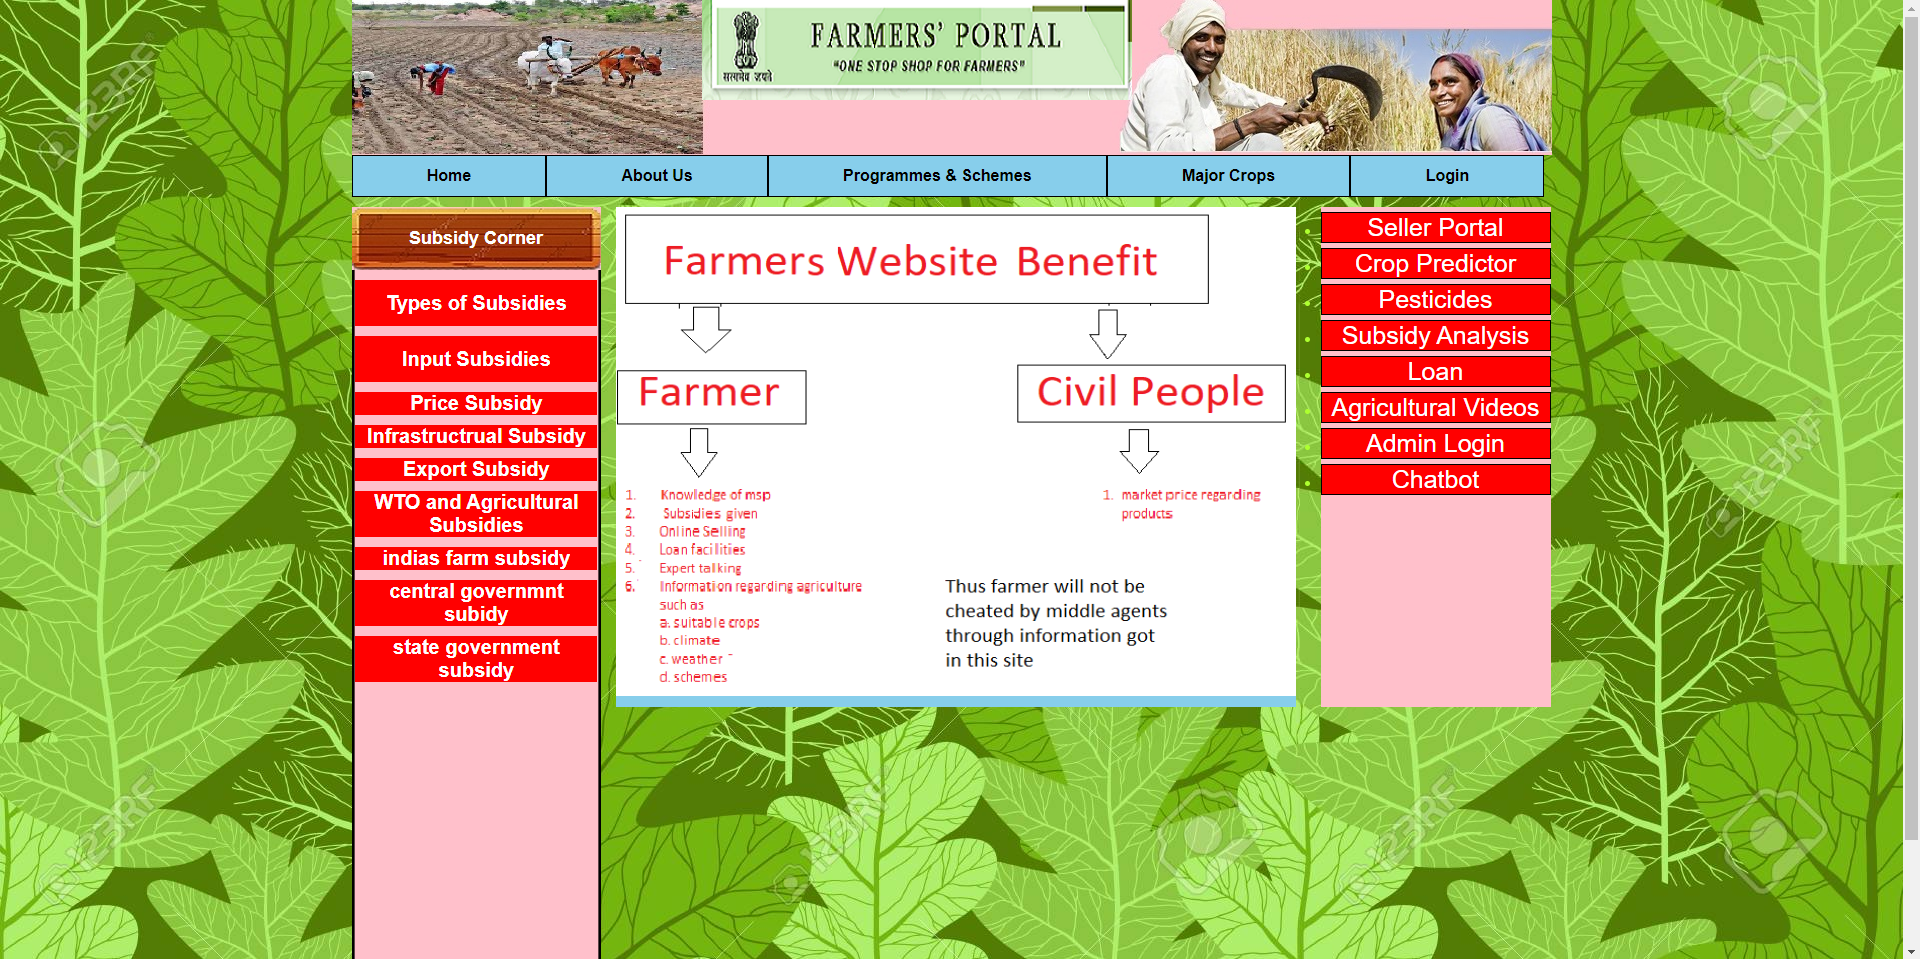 सत्यमेव जयते
FARMERS' PORTAL
"ONE STOP SHOP FOR FARMERS"
Home
About Us
Programmes & Schemes
Major Crops
Login
Subsidy Corner
Types of Subsidies
Input Subsidies
Price Subsidy
Infrastructrual Subsidy
Export Subsidy
WTO and Agricultural
Subsidies
indias farm subsidy
central governmnt
subidy
state government
subsidy
Farmers Website Benefit
Farmer
Civil People
1. Knowledge of msp
2. Subsidies given
3. Online Selling
4. Loan facilities
5. Expert talking
6. Information regarding agriculture
such as
a. suitable crops
b. climate
c. weather
d. schemes
1. market price regarding
products
Thus farmer will not be
cheated by middle agents
through information got
in this site
Seller Portal
Crop Predictor
Pesticides
Subsidy Analysis
Loan
Agricultural Videos
Admin Login
Chatbot
123RF
123RF
123RF
123RF
123RF